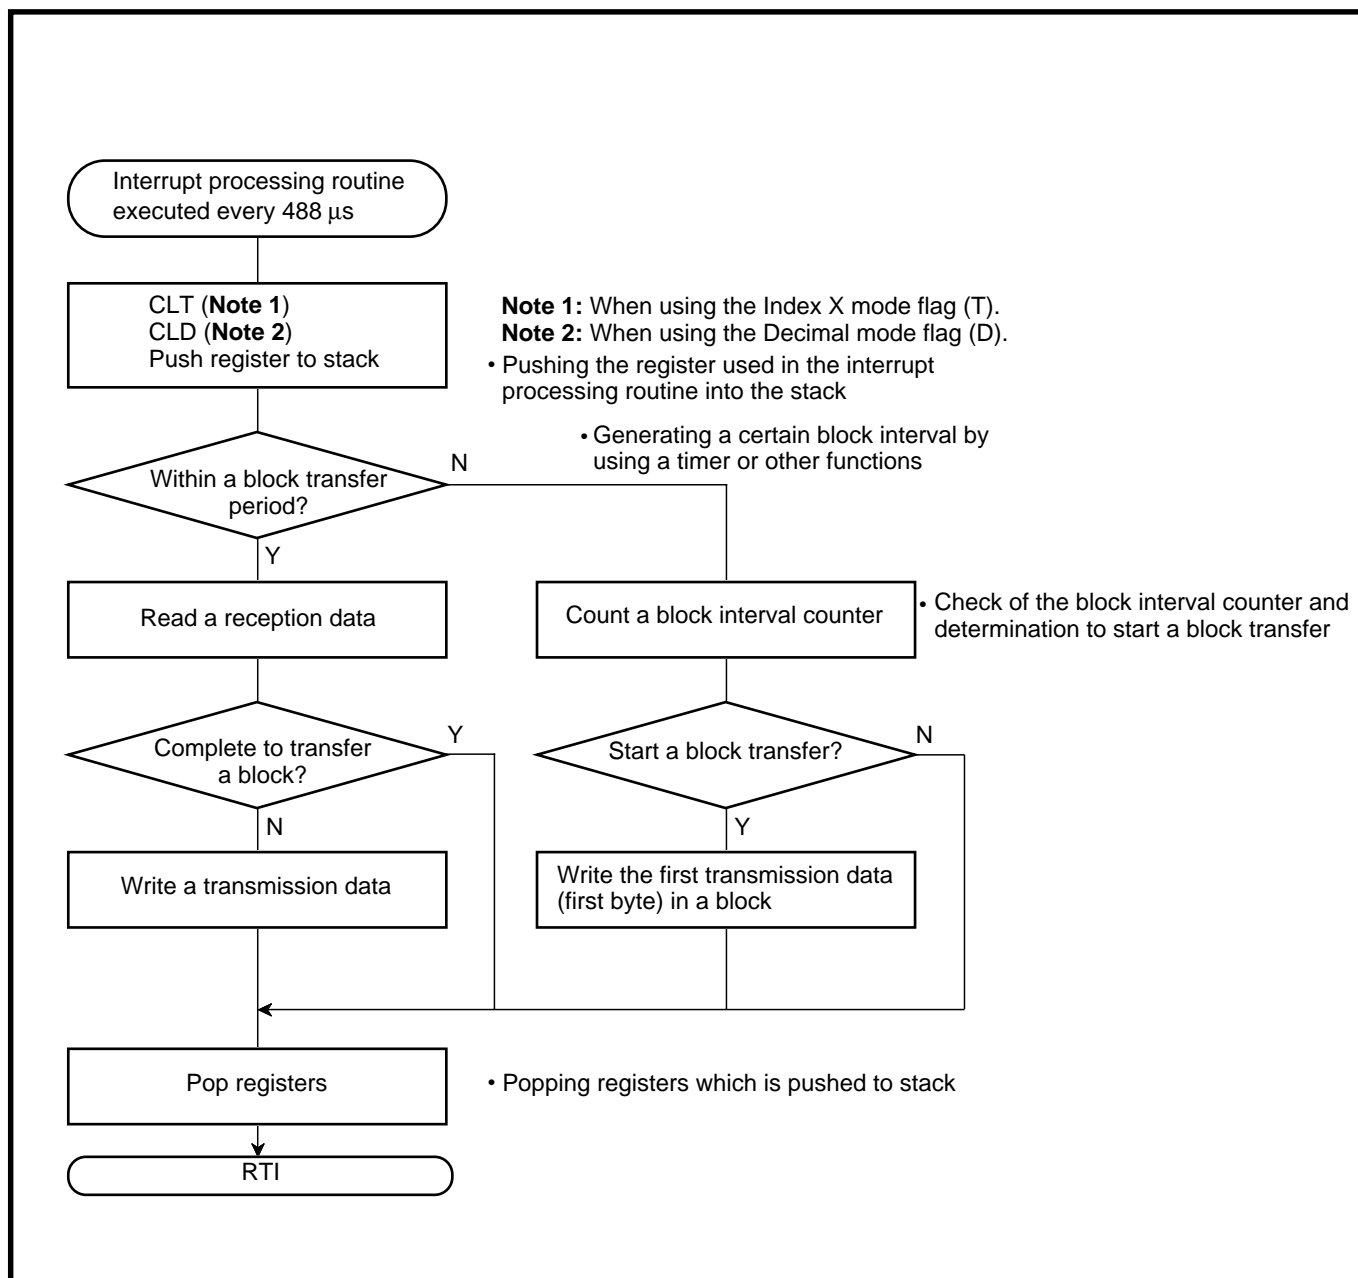 Interrupt processing routine
executed every 488 μs
CLT (Note 1)
CLD (Note 2)
Push register to stack
Note 1: When using the Index X mode flag (T).
Note 2: When using the Decimal mode flag (D).
• Pushing the register used in the interrupt
processing routine into the stack
• Generating a certain block interval by
using a timer or other functions
Within a block transfer
period?
N
Y
Read a reception data
Count a block interval counter
• Check of the block interval counter and
determination to start a block transfer
Complete to transfer
a block?
Y
N
Start a block transfer?
N
Y
Write a transmission data
Write the first transmission data
(first byte) in a block
Pop registers
• Popping registers which is pushed to stack
RTI